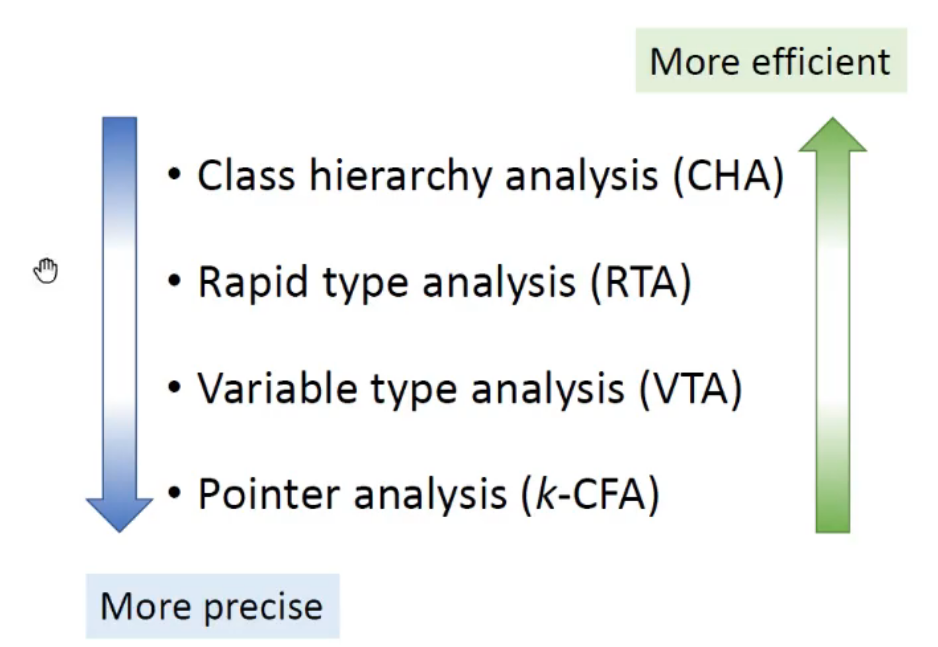 More efficient
• Class hierarchy analysis (CHA)
• Rapid type analysis (RTA)
• Variable type analysis (VTA)
• Pointer analysis (k-CFA)
More precise